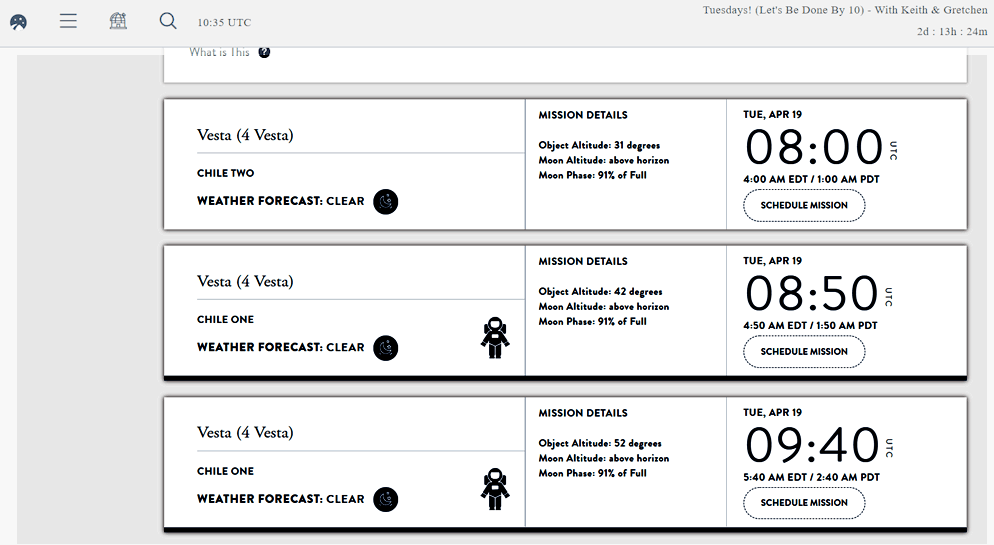 10:35 UTC
Tuesdays! (Let's Be Done By 10) - With Keith & Gretchen
2d : 13h : 24m
What is This ?
Vesta (4 Vesta)
CHILE TWO
WEATHER FORECAST: CLEAR
MISSION DETAILS
Object Altitude: 31 degrees
Moon Altitude: above horizon
Moon Phase: 91% of Full
TUE, APR 19
08:00 UTC
4:00 AM EDT / 1:00 AM PDT
SCHEDULE MISSION
Vesta (4 Vesta)
CHILE ONE
WEATHER FORECAST: CLEAR
MISSION DETAILS
Object Altitude: 42 degrees
Moon Altitude: above horizon
Moon Phase: 91% of Full
TUE, APR 19
08:50 UTC
4:50 AM EDT / 1:50 AM PDT
SCHEDULE MISSION
Vesta (4 Vesta)
CHILE ONE
WEATHER FORECAST: CLEAR
MISSION DETAILS
Object Altitude: 52 degrees
Moon Altitude: above horizon
Moon Phase: 91% of Full
TUE, APR 19
09:40 UTC
5:40 AM EDT / 2:40 AM PDT
SCHEDULE MISSION